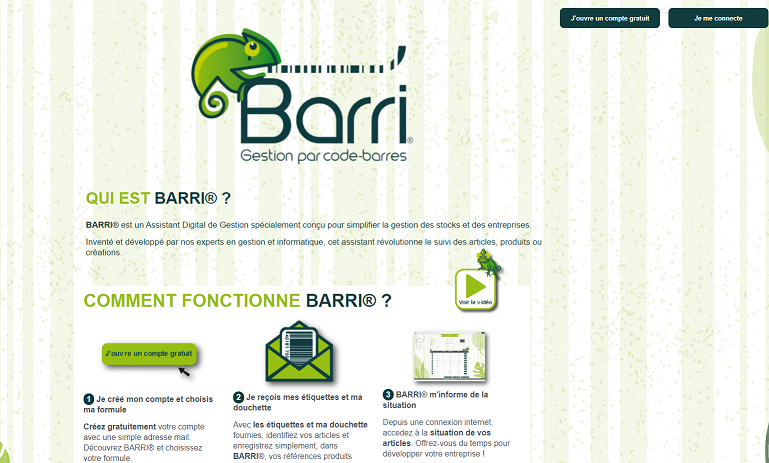 J'ouvre un compte gratuit
Je me connecte
Barri®
Gestion par code-barres
QUI EST BARRI® ?
BARRI® est un Assistant Digital de Gestion spécialement conçu pour simplifier la gestion des stocks et des entreprises.
Inventé et développé par nos experts en gestion et informatique, cet assistant révolutionne le suivi des articles, produits ou
créations.
Voir la vidéo
COMMENT FONCTIONNE BARRI® ?
J'ouvre un compte gratuit
1 Je créé mon compte et choisis
ma formule
Créez gratuitement votre compte
avec une simple adresse mail.
Découvrez BARRI® et choisissez
votre formule.
2 Je reçois mes étiquettes et ma
douchette
Avec les étiquettes et ma douchette
fournies, identifiez vos articles et
enregistrez simplement, dans
BARRI®, vos références produits
3 BARRI® m'informe de la
situation
Depuis une connexion internet,
accedez à la situation de vos
articles. Offrez-vous du temps pour
développer votre entreprise !